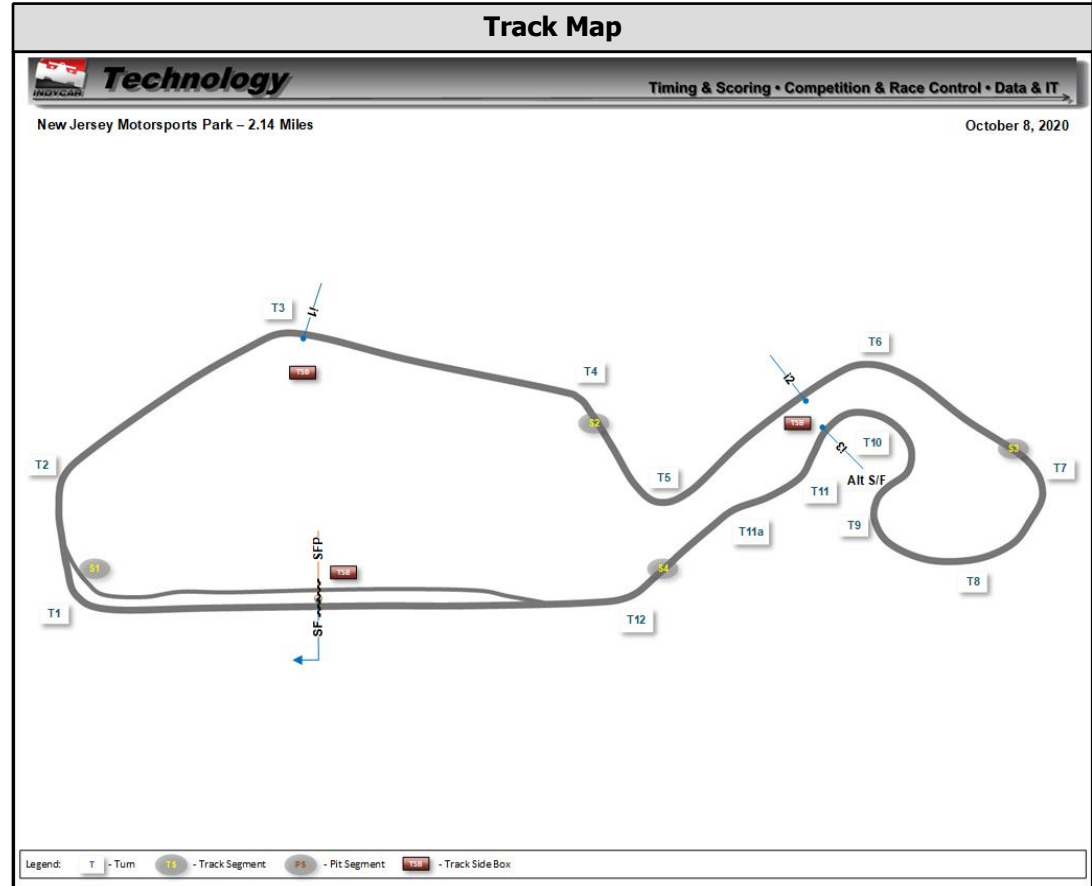 Track Map
INDYCAR Technology
Timing & Scoring • Competition & Race Control • Data & IT
New Jersey Motorsports Park – 2.14 Miles
October 8, 2020
T3
i1
TSB
T4
T6
i2
S2
TSB
i3
T10
Alt S/F
S3
T7
T2
T5
T11
T11a
T9
SFP
S1
TSB
S4
T8
T1
SF
T12
Legend: T - Turn TS - Track Segment PS - Pit Segment TSB - Track Side Box